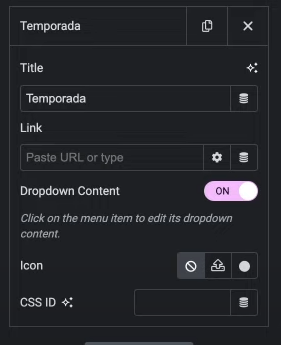 Temporada
Title
Temporada
Link
Paste URL or type
Dropdown Content
ON
Click on the menu item to edit its dropdown
content.
Icon
CSS ID